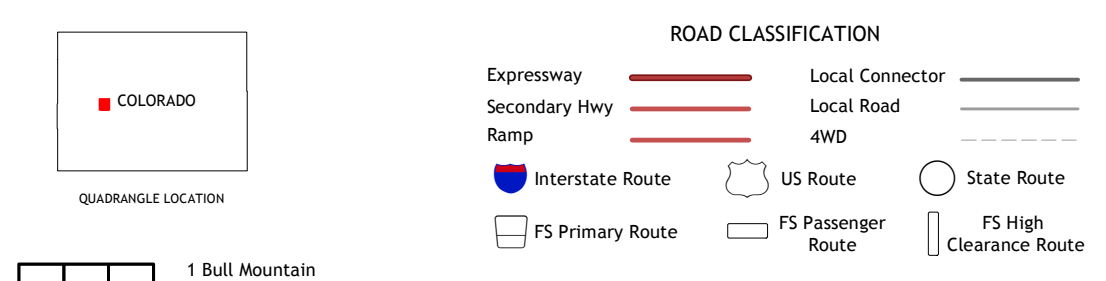 COLORADO
QUADRANGLE LOCATION
1 Bull Mountain
ROAD CLASSIFICATION
Expressway
Local Connector
Secondary Hwy
Local Road
Ramp
4WD
Interstate Route
US Route
State Route
FS Primary Route
FS Passenger
Route
FS High
Clearance Route